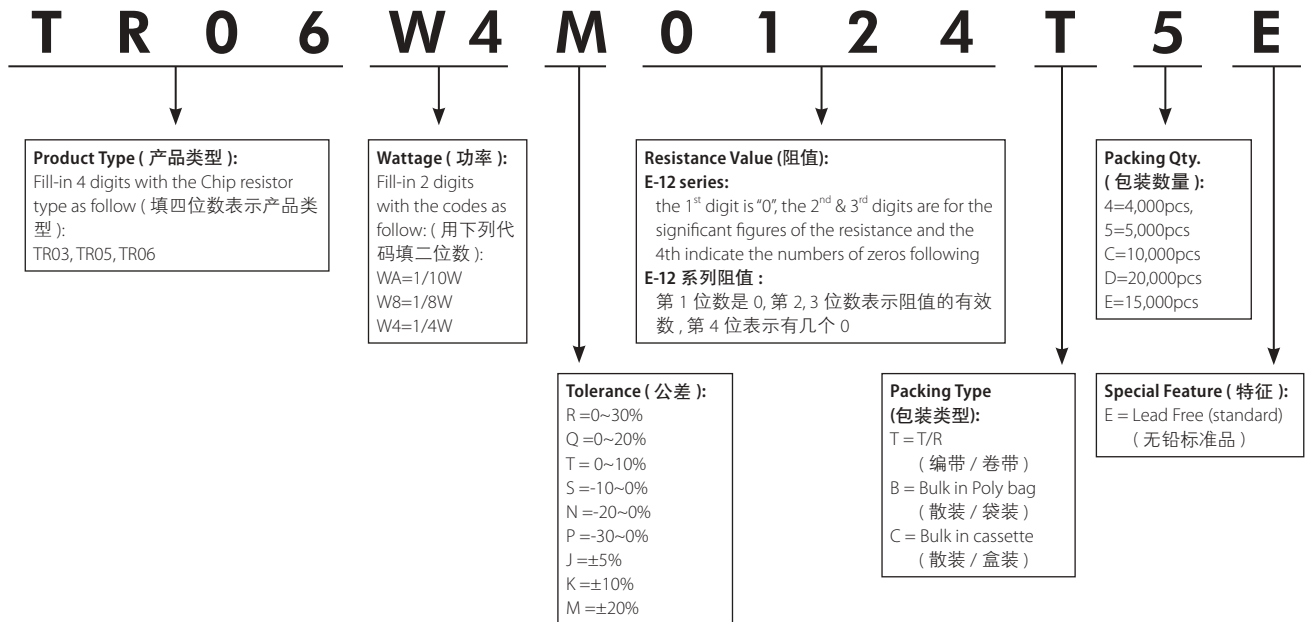 T R 0 6 W 4 M 0 1 2 4 T 5 E
Product Type ( 产品类型 ):
Fill-in 4 digits with the Chip resistor
type as follow ( 填四位数表示产品类
型 ):
TR03, TR05, TR06
Wattage ( 功率 ):
Fill-in 2 digits
with the codes as
follow: ( 用下列代
码填二位数 ):
WA=1/10W
W8=1/8W
W4=1/4W
Resistance Value (阻值):
E-12 series:
the 1st digit is “0”, the 2nd & 3rd digits are for the
significant figures of the resistance and the
4th indicate the numbers of zeros following
E-12 系列阻值 :
第 1 位数是 0, 第 2, 3 位数表示阻值的有效
数 , 第 4 位表示有几个 0
Packing Qty.
( 包装数量 ):
4=4,000pcs,
5=5,000pcs
C=10,000pcs
D=20,000pcs
E=15,000pcs
Tolerance ( 公差 ):
R =0~30%
Q =0~20%
T = 0~10%
S =-10~0%
N =-20~0%
P =-30~0%
J =±5%
K =±10%
M =±20%
Packing Type
(包装类型):
T = T/R
( 编带 / 卷带 )
B = Bulk in Poly bag
( 散装 / 袋装 )
C = Bulk in cassette
( 散装 / 盒装 )
Special Feature ( 特征 ):
E = Lead Free (standard)
( 无铅标准品 )